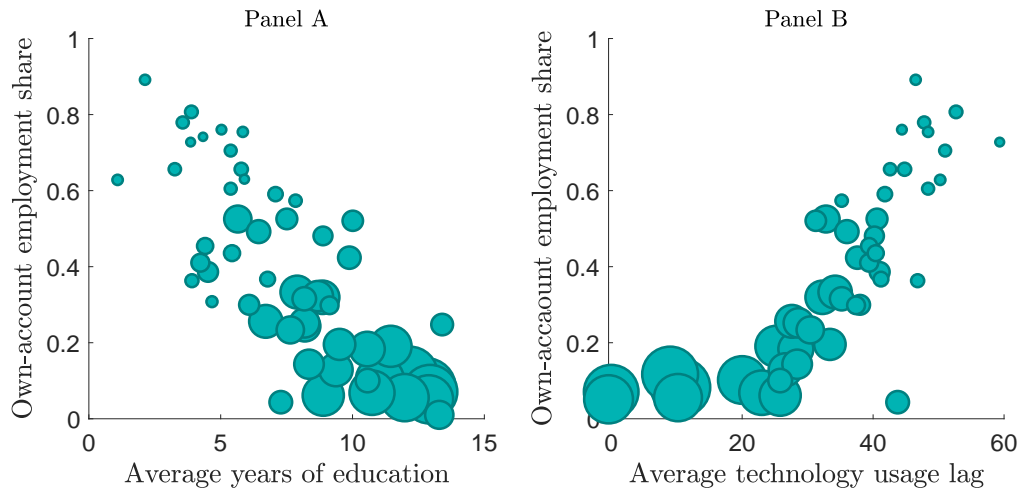 Panel A
1
0.8
0.6
0.4
0.2
0
0 5 10 15
Own-account employment share
Average years of education
Panel B
1
0.8
0.6
0.4
0.2
0
0 20 40 60
Own-accaount employment share
Average technology usage lag